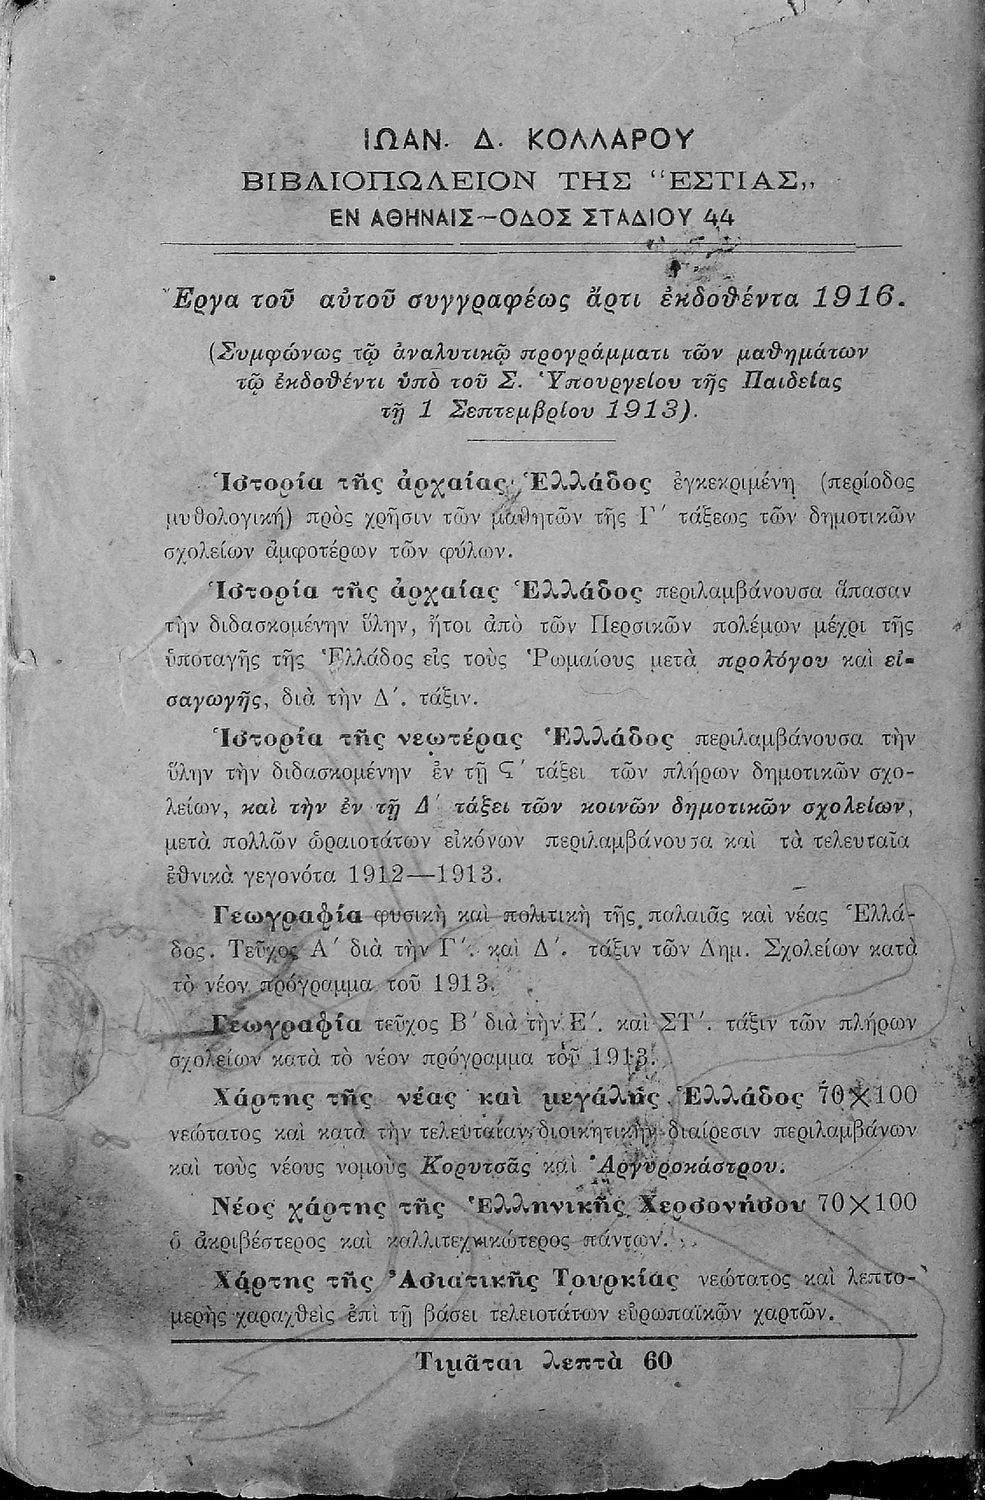 ΙΩΑΝ. Δ. ΚΟΛΛΑΡΟΥ
ΒΙΒΛΙΟΠΩΛΕΙΟΝ ΤΗΣ “ΕΣΤΙΑΣ„
ΕΝ ΑΘΗΝΑΙΣ—ΟΔΟΣ ΣΤΑΔΙΟΥ 44
Ἔργα τοῦ αὐτοῦ συγγραφέως ἄρτι ἐκδοθέντα 1916.
(Συμφώνως τῷ ἀναλυτικῷ προγράμματι τῶν μαθημάτων
τῷ ἐκδοθέντι ὑπὸ τοῦ Σ. Ὑπουργείου τῆς Παιδείας
τῇ 1 Σεπτεμβρίου 1913).
Ἱστορία τῆς ἀρχαίας Ἑλλάδος ἐγκεκριμένη (περίοδος
μυθολογική) πρὸς χρῆσιν τῶν μαθητῶν τῆς Γ΄ τάξεως τῶν δημοτικῶν
σχολείων ἀμφοτέρων τῶν φύλων.
Ἱστορία τῆς ἀρχαίας Ἑλλάδος περιλαμβάνουσα ἅπασαν
τὴν διδασκομένην ὕλην, ἤτοι ἀπὸ τῶν Περσικῶν πολέμων μέχρι τῆς
ὑποταγῆς τῆς Ἑλλάδος εἰς τοὺς Ῥωμαίους μετὰ προλόγου καὶ εἰ-
σαγωγῆς, διὰ τὴν Δ΄. τάξιν.
Ἱστορία τῆς νεωτέρας Ἑλλάδος περιλαμβάνουσα τὴν
ὕλην τὴν διδασκομένην ἐν τῇ Ϛ΄ τάξει τῶν πλήρων δημοτικῶν σχο-
λείων, καὶ τὴν ἐν τῇ Δ΄ τάξει τῶν κοινῶν δημοτικῶν σχολείων,
μετὰ πολλῶν ὡραιοτάτων εἰκόνων περιλαμβάνουσα καὶ τὰ τελευταῖα
ἐθνικὰ γεγονότα 1912—1913.
Γεωγραφία φυσικὴ καὶ πολιτικὴ τῆς παλαιᾶς καὶ νέας Ἑλλά-
δος. Τεῦχος Α΄ διὰ τὴν Γ΄. καὶ Δ΄. τάξιν τῶν Δημ. Σχολείων κατὰ
τὸ νέον πρόγραμμα τοῦ 1913.
Γεωγραφία τεῦχος Β΄ διὰ τὴν Ε΄. καὶ ΣΤ΄. τάξιν τῶν πλήρων
σχολείων κατὰ τὸ νέον πρόγραμμα τοῦ 1913.
Χάρτης τῆς νέας καὶ μεγάλης Ἑλλάδος 70×100
νεώτατος καὶ κατὰ τὴν τελευταίαν διοικητικὴν διαίρεσιν περιλαμβάνων
καὶ τοὺς νέους νομοὺς Κορυτσᾶς καὶ Ἀργυροκάστρου.
Νέος χάρτης τῆς Ἑλληνικῆς Χερσονήσου 70×100
ὁ ἀκριβέστερος καὶ καλλιτεχνικώτερος πάντων.
Χάρτης τῆς Ἀσιατικῆς Τουρκίας νεώτατος καὶ λεπτο-
μερὴς χαραχθεὶς ἐπὶ τῇ βάσει τελειοτάτων εὐρωπαϊκῶν χαρτῶν.
Τιμᾶται λεπτὰ 60